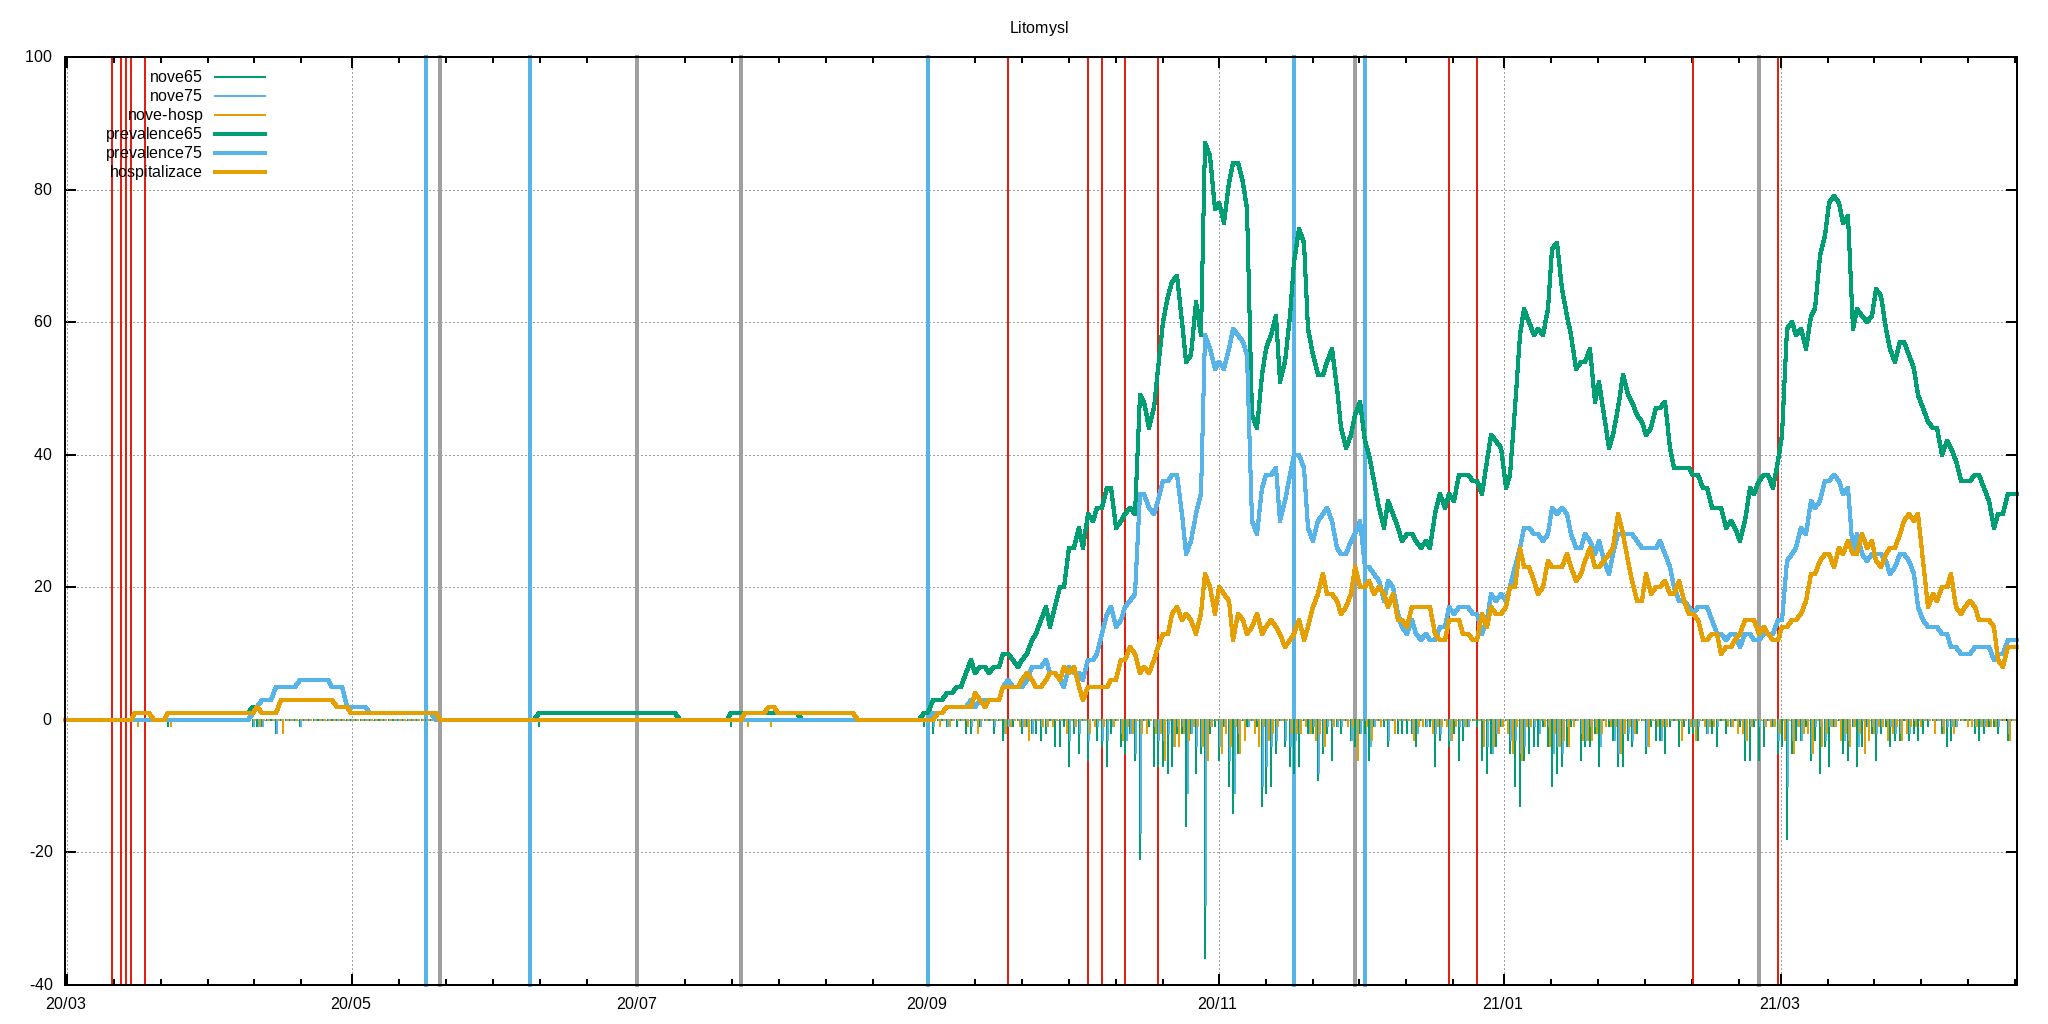 Litomysl
100
nove65
nove75
nove-hosp
prevalence65
prevalence75
hospitalizace
80
60
40
20
0
-20
-40
20/03 20/05 20/07 20/09 20/11 21/01 21/03